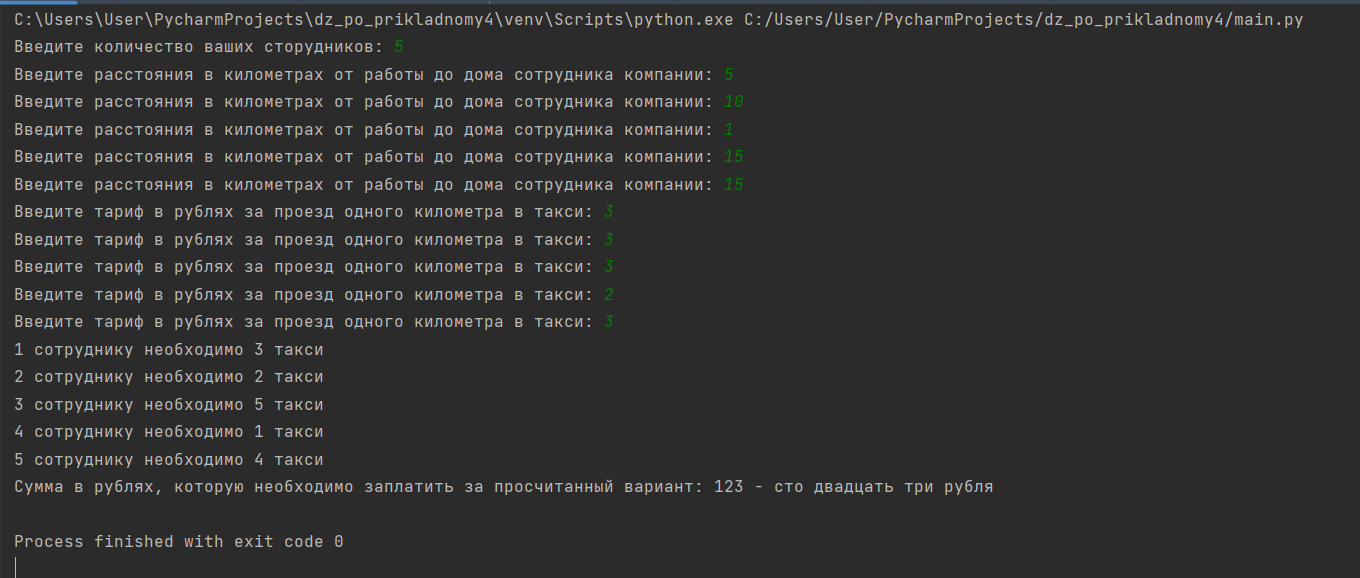 C:\Users\User\PycharmProjects\dz_po_prikladnomy4\venv\Scripts\python.exe C:/Users/User/PycharmProjects/dz_po_prikladnomy4/main.py
Введите количество ваших сторудников: 5
Введите расстояния в километрах от работы до дома сотрудника компании: 5
Введите расстояния в километрах от работы до дома сотрудника компании: 10
Введите расстояния в километрах от работы до дома сотрудника компании: 1
Введите расстояния в километрах от работы до дома сотрудника компании: 15
Введите расстояния в километрах от работы до дома сотрудника компании: 15
Введите тариф в рублях за проезд одного километра в такси: 3
Введите тариф в рублях за проезд одного километра в такси: 3
Введите тариф в рублях за проезд одного километра в такси: 3
Введите тариф в рублях за проезд одного километра в такси: 2
Введите тариф в рублях за проезд одного километра в такси: 3
1 сотруднику необходимо 3 такси
2 сотруднику необходимо 2 такси
3 сотруднику необходимо 5 такси
4 сотруднику необходимо 1 такси
5 сотруднику необходимо 4 такси
Сумма в рублях, которую необходимо заплатить за просчитанный вариант: 123 - сто двадцать три рубля
Process finished with exit code 0